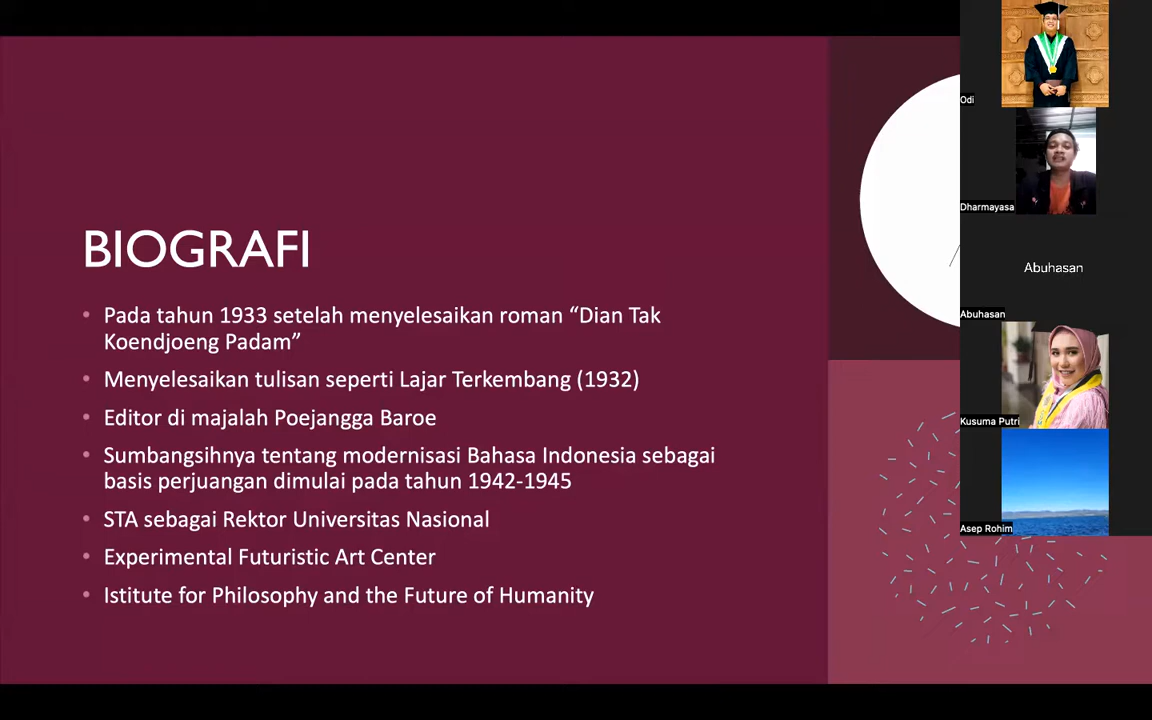 BIOGRAFI
• Pada tahun 1933 setelah menyelesaikan roman “Dian Tak
Koendjoeng Padam”
• Menyelesaikan tulisan seperti Lajar Terkembang (1932)
• Editor di majalah Poejangga Baroe
• Sumbangsihnya tentang modernisasi Bahasa Indonesia sebagai
basis perjuangan dimulai pada tahun 1942-1945
• STA sebagai Rektor Universitas Nasional
• Experimental Futuristic Art Center
• Istitute for Philosophy and the Future of Humanity
Odi
Dharmayasa
Abuhasan
Abuhasan
Kusuma Putri
Asep Rohim